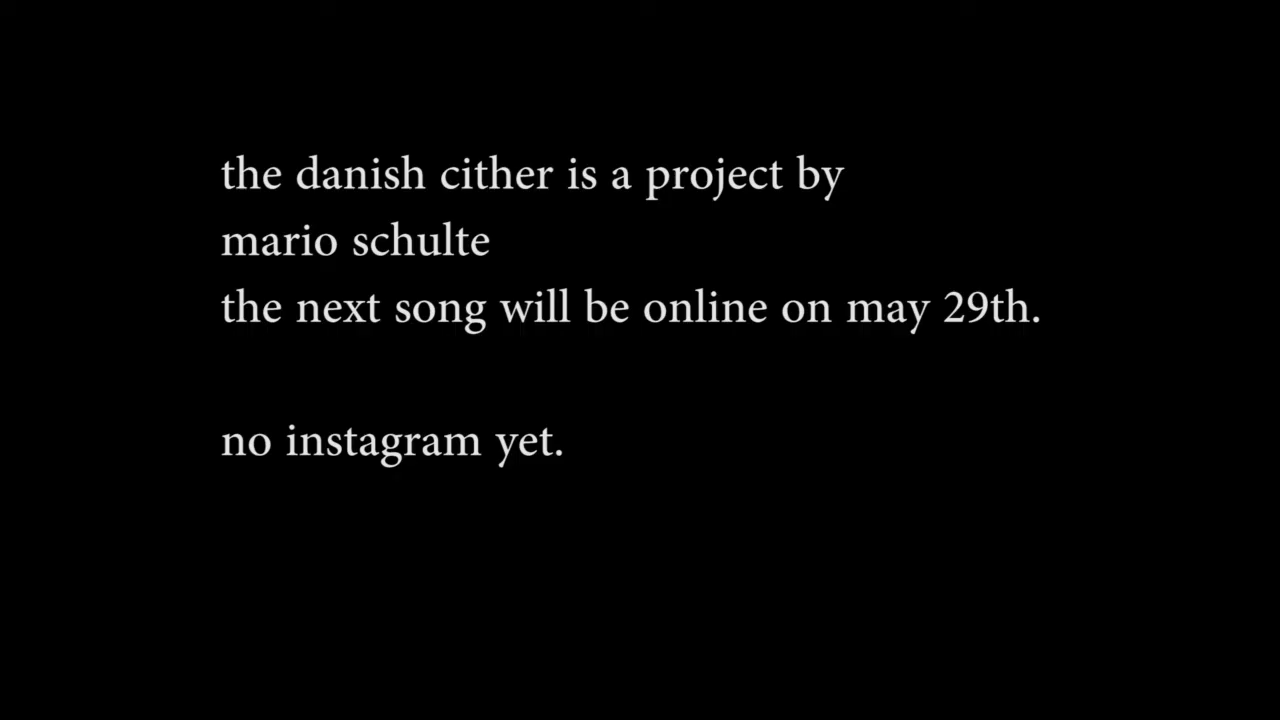 the danish cither is a project by
mario schulte
the next song will be online on may 29th.
no instagram yet.